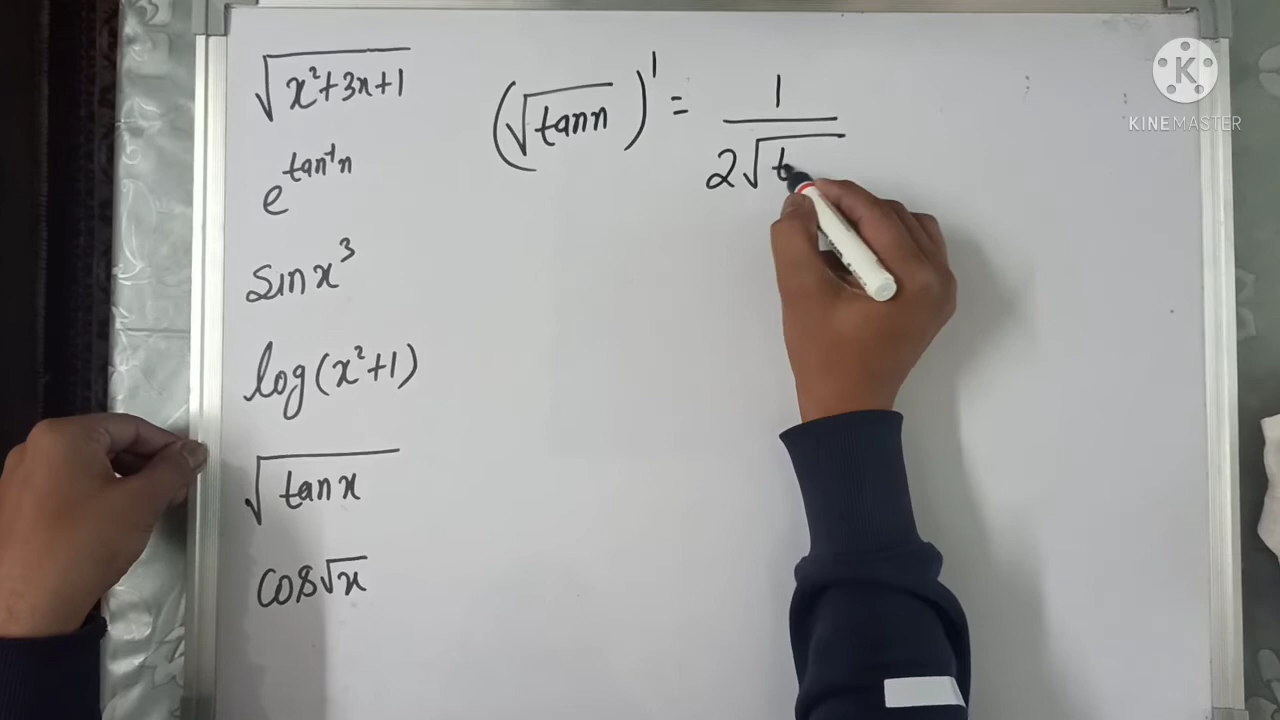 √(x²+3x+1)
e^(tan⁻¹x)
sin x³
log(x²+1)
√(tan x)
cos√x
(√(tan x))' = 1/(2√t
K
KINEMASTER